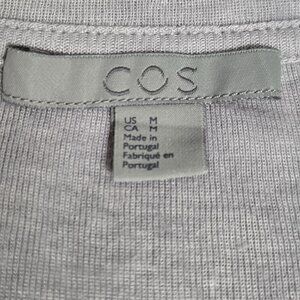 COS
US M
CA M
Made in
Portugal
Fabriqué en
Portugal